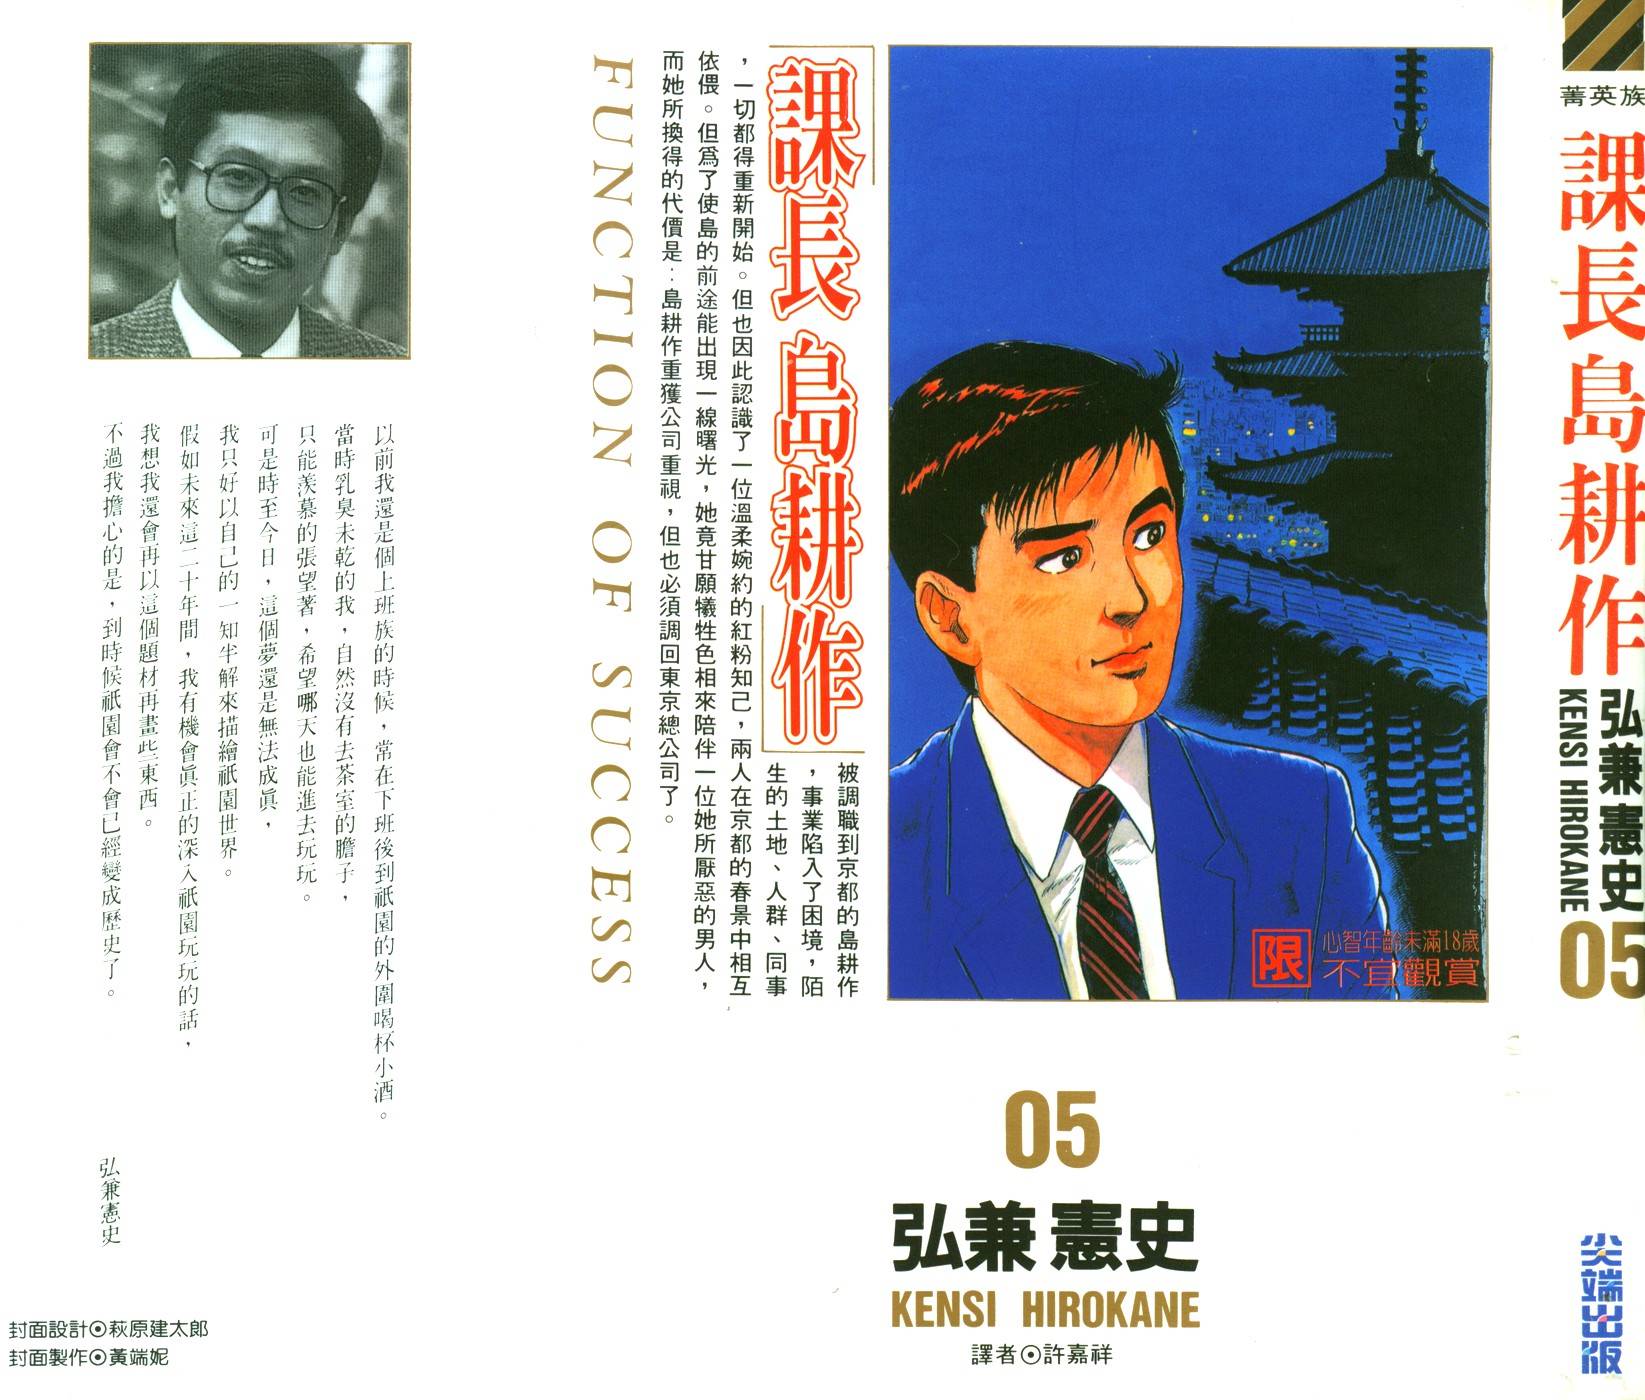 菁英族
課長島耕作
弘兼憲史
KENSI HIROKANE
05
尖端出版
課長 島耕作
被調職到京都的島耕作
，事業陷入了困境，陌
生的土地、人群、同事
，一切都得重新開始。但也因此認識了一位溫柔婉約的紅粉知己，兩人在京都的春景中相互
依偎。但為了使島的前途能出現一線曙光，她竟甘願犧牲色相來陪伴一位她所厭惡的男人，
而她所換得的代價是：島耕作重獲公司重視，但也必須調回東京總公司了。
FUNCTION OF SUCCESS
限
心智年齡未滿18歲
不宜觀賞
05
弘兼憲史
KENSI HIROKANE
譯者⊙許嘉祥
以前我還是個上班族的時候，常在下班後到祇園的外圍喝杯小酒。
當時乳臭未乾的我，自然沒有去茶室的膽子，
只能羨慕的張望著，希望哪天也能進去玩玩。
可是時至今日，這個夢還是無法成眞，
我只好以自己的一知半解來描繪祇園世界。
假如未來這二十年間，我有機會眞正的深入祇園玩玩的話，
我想我還會再以這個題材再畫些東西。
不過我擔心的是，到時候祇園會不會已經變成歷史了。
弘兼憲史
封面設計⊙萩原建太郎
封面製作⊙黃端妮